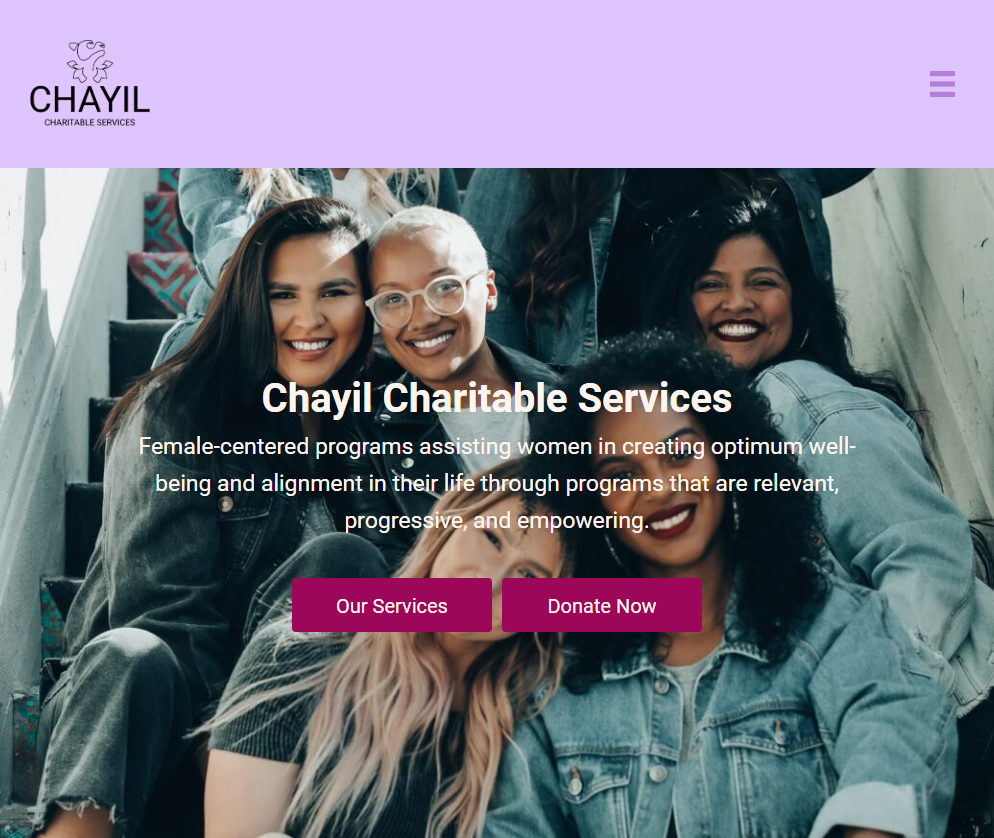 CHAYIL
CHARITABLE SERVICES
Chayil Charitable Services
Female-centered programs assisting women in creating optimum well-
being and alignment in their life through programs that are relevant,
progressive, and empowering.
Our Services
Donate Now